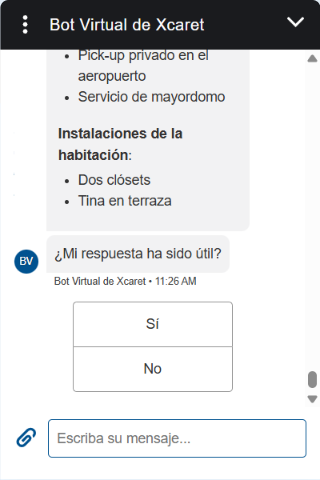 Bot Virtual de Xcaret
• Pick-up privado en el
aeropuerto
• Servicio de mayordomo
Instalaciones de la
habitación:
• Dos clósets
• Tina en terraza
¿Mi respuesta ha sido útil?
BV
Bot Virtual de Xcaret • 11:26 AM
Sí
No
Escriba su mensaje...